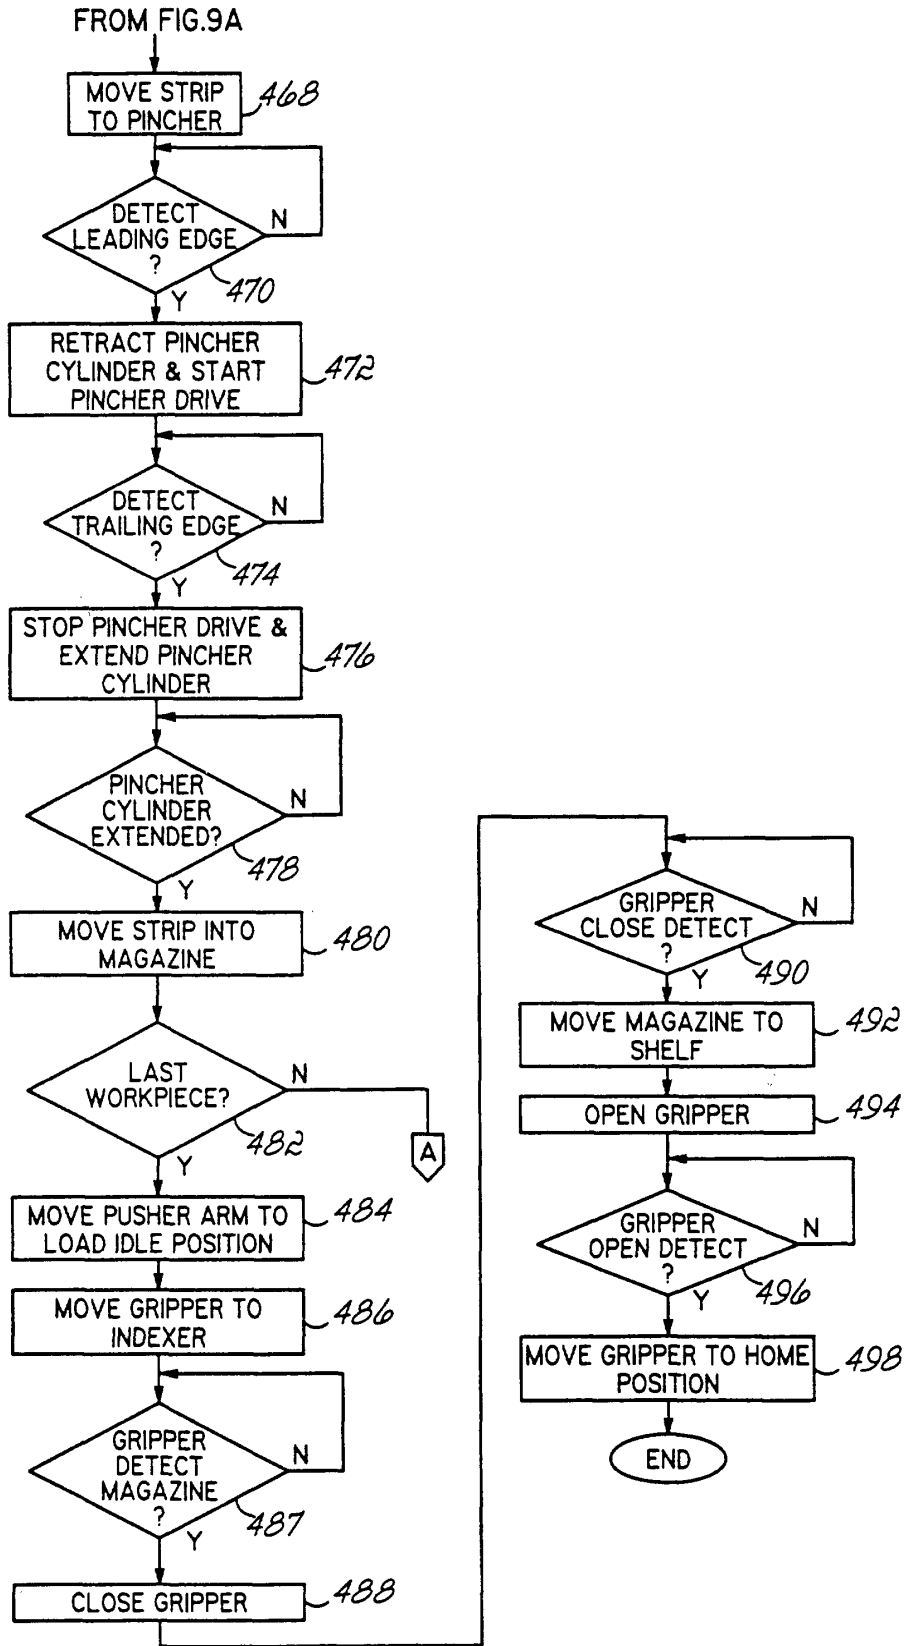 FROM FIG.9A
MOVE STRIP
TO PINCHER
468
DETECT
LEADING EDGE
?
N
470
Y
RETRACT PINCHER
CYLINDER & START
PINCHER DRIVE
472
DETECT
TRAILING EDGE
?
N
474
Y
STOP PINCHER DRIVE &
EXTEND PINCHER
CYLINDER
476
PINCHER
CYLINDER
EXTENDED?
N
478
Y
MOVE STRIP INTO
MAGAZINE
480
LAST
WORKPIECE?
N
482
A
Y
MOVE PUSHER ARM TO
LOAD IDLE POSITION
484
MOVE GRIPPER TO
INDEXER
486
GRIPPER
DETECT
MAGAZINE
?
N
487
Y
CLOSE GRIPPER
488
GRIPPER
CLOSE DETECT
?
N
490
Y
MOVE MAGAZINE TO
SHELF
492
OPEN GRIPPER
494
GRIPPER
OPEN DETECT
?
N
496
Y
MOVE GRIPPER TO HOME
POSITION
498
END